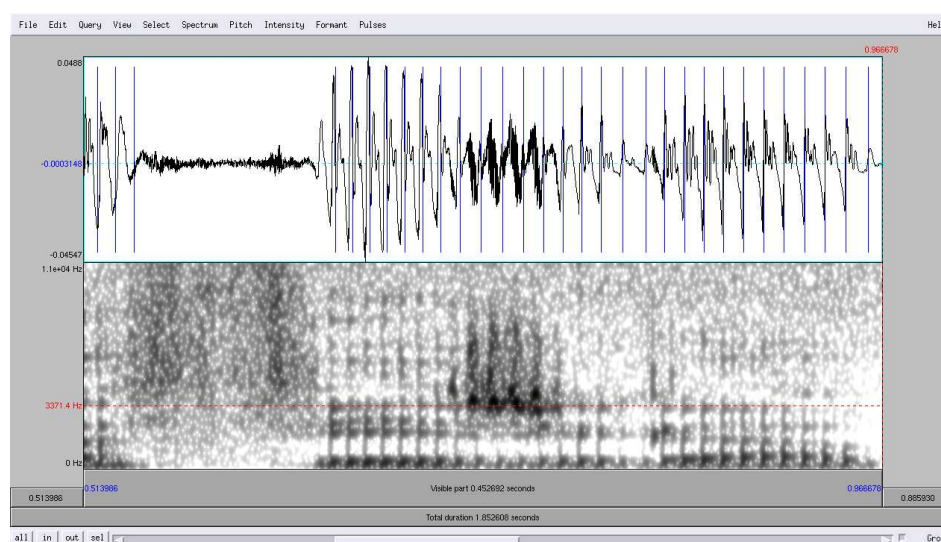 File Edit Query View Select Spectrum Pitch Intensity Formant Pulses Hel
0.966678
0.0488
-0.0003148
-0.04547
1.1e+04 Hz
3371.4 Hz
0 Hz
0.513986 Visible part 0.452692 seconds 0.966678
0.513986 0.885930
Total duration 1.852608 seconds
all in out sel Gro